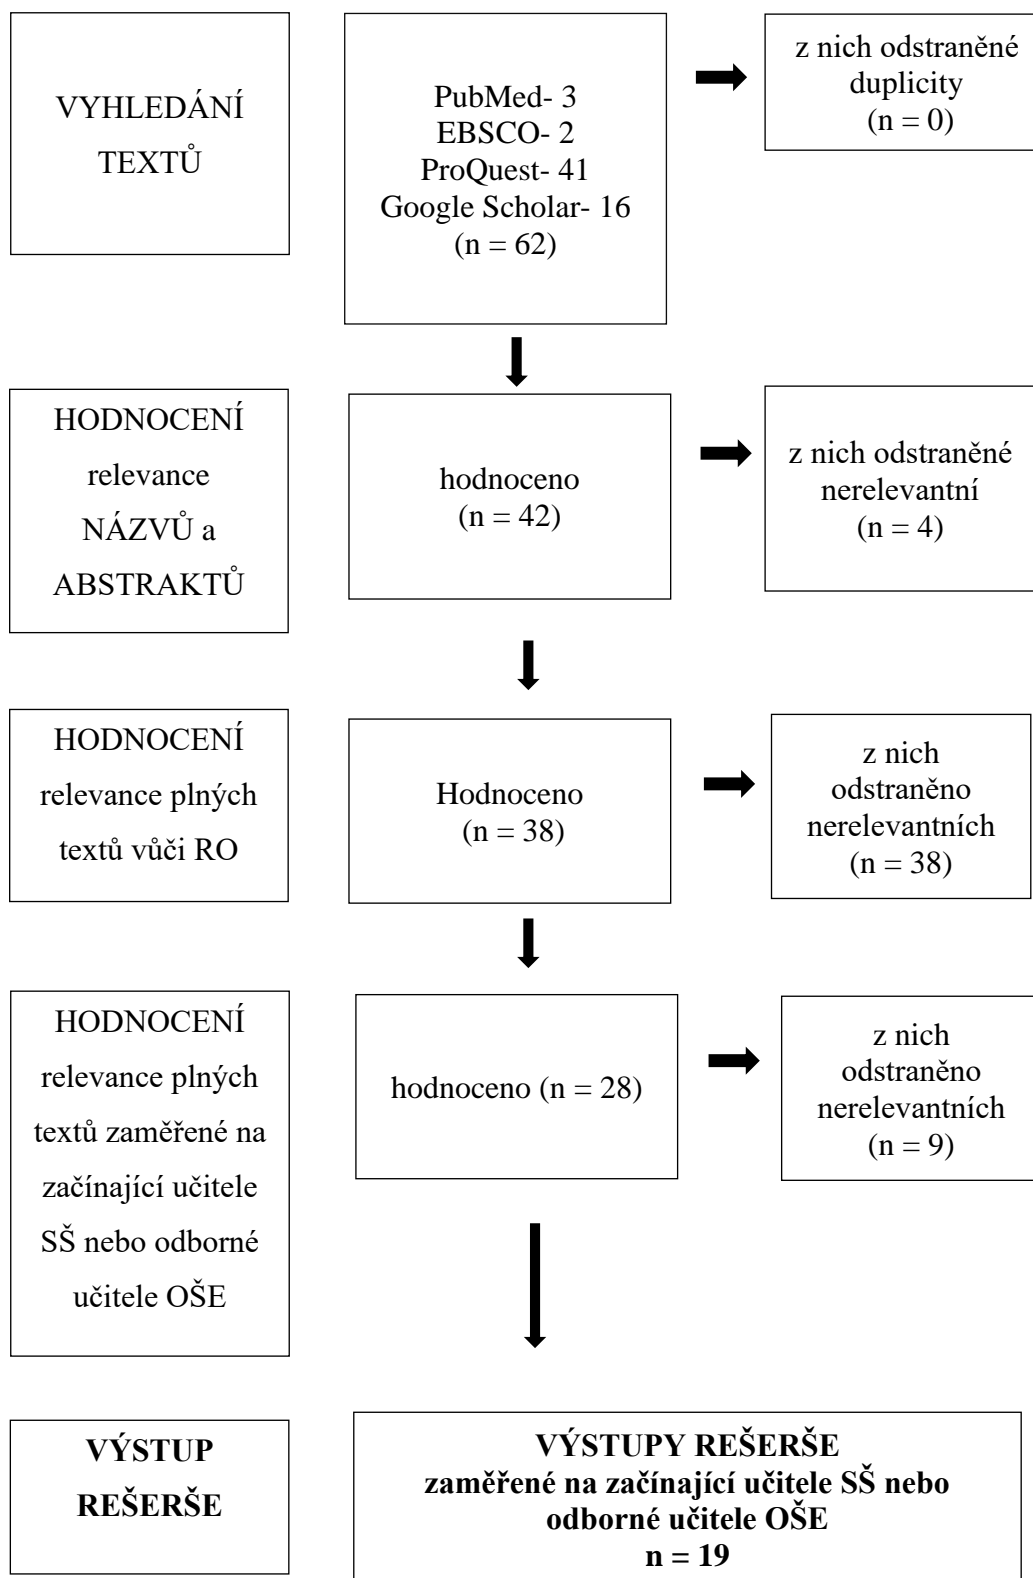 VYHLEDÁNÍ
TEXTŮ
PubMed- 3
EBSCO- 2
ProQuest- 41
Google Scholar- 16
(n = 62)
z nich odstraněné
duplicity
(n = 0)
HODNOCENÍ
relevance
NÁZVŮ a
ABSTRAKTŮ
hodnoceno
(n = 42)
z nich odstraněné
nerelevantní
(n = 4)
HODNOCENÍ
relevance plných
textů vůči RO
Hodnoceno
(n = 38)
z nich
odstraněno
nerelevantních
(n = 38)
HODNOCENÍ
relevance plných
textů zaměřené na
začínající učitele
SŠ nebo odborné
učitele OŠE
hodnoceno (n = 28)
z nich
odstraněno
nerelevantních
(n = 9)
VÝSTUP
REŠERŠE
VÝSTUPY REŠERŠE
zaměřené na začínající učitele SŠ nebo
odborné učitele OŠE
n = 19